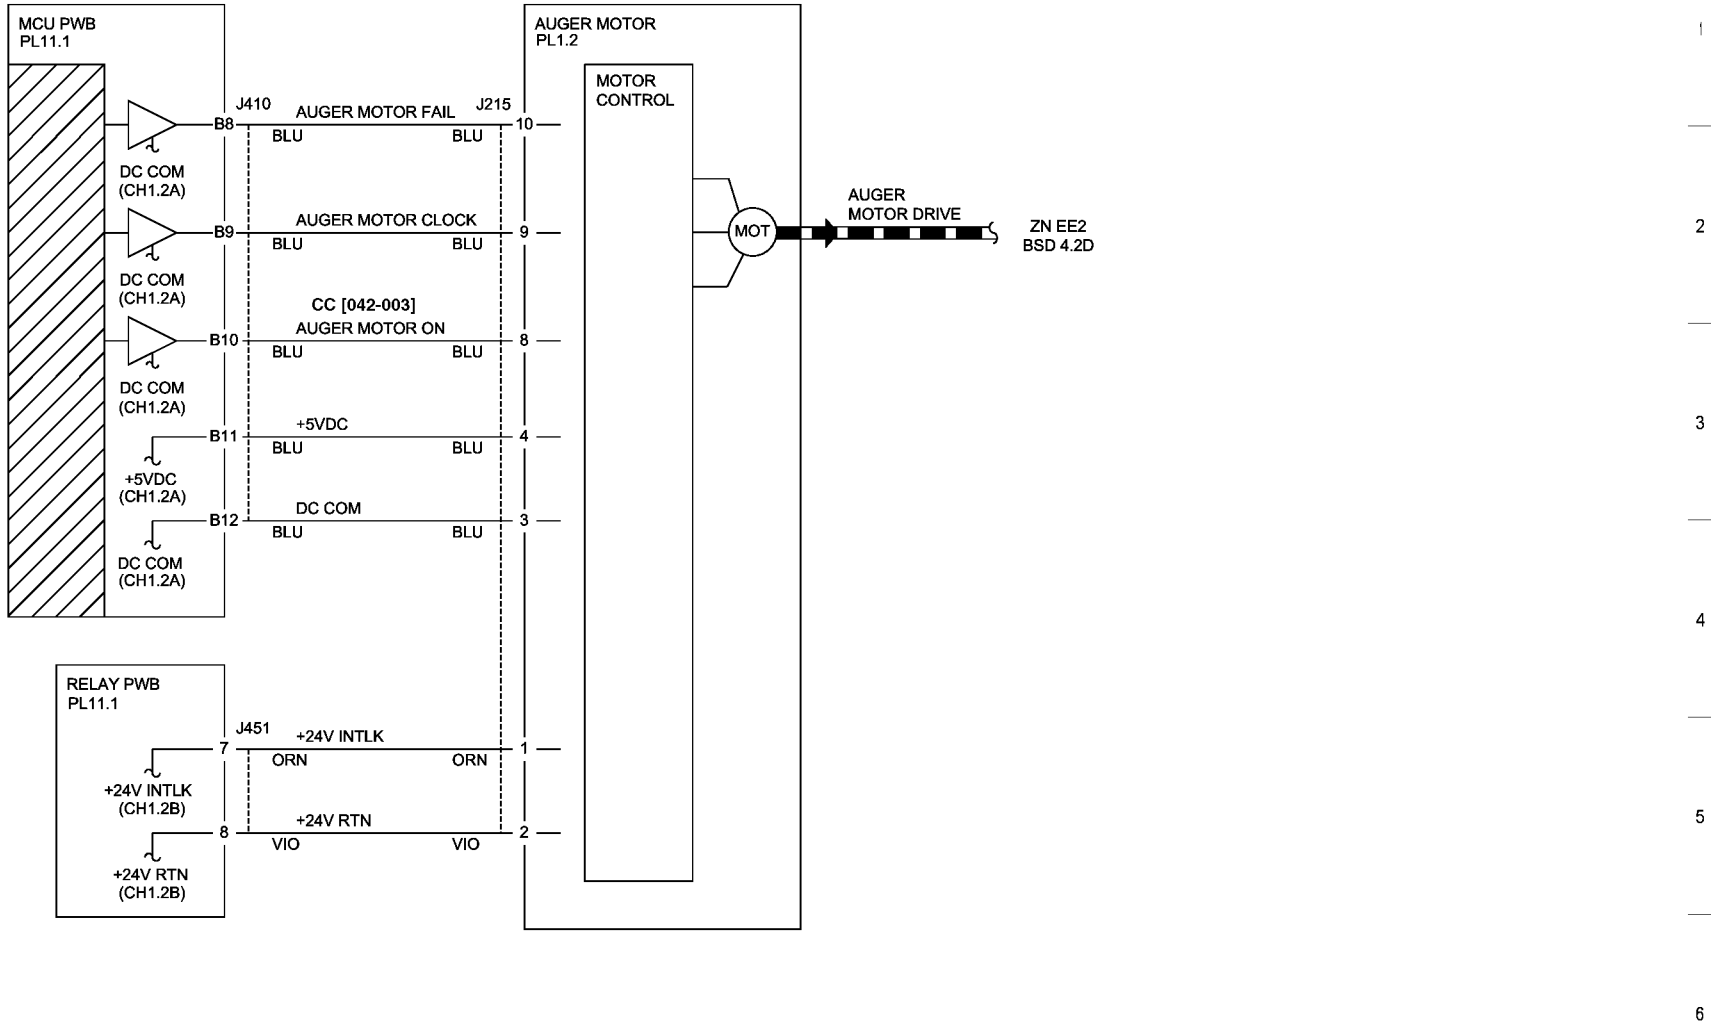 MCU PWB
PL11.1
J410
B8
AUGER MOTOR FAIL
BLU
BLU
J215
10
DC COM
(CH1.2A)
B9
AUGER MOTOR CLOCK
BLU
BLU
9
DC COM
(CH1.2A)
CC [042-003]
B10
AUGER MOTOR ON
BLU
BLU
8
DC COM
(CH1.2A)
B11
+5VDC
BLU
BLU
4
+5VDC
(CH1.2A)
B12
DC COM
BLU
BLU
3
DC COM
(CH1.2A)
RELAY PWB
PL11.1
J451
7
+24V INTLK
ORN
ORN
1
+24V INTLK
(CH1.2B)
8
+24V RTN
VIO
VIO
2
+24V RTN
(CH1.2B)
AUGER MOTOR
PL1.2
MOTOR
CONTROL
MOT
AUGER
MOTOR DRIVE
ZN EE2
BSD 4.2D
1
2
3
4
5
6